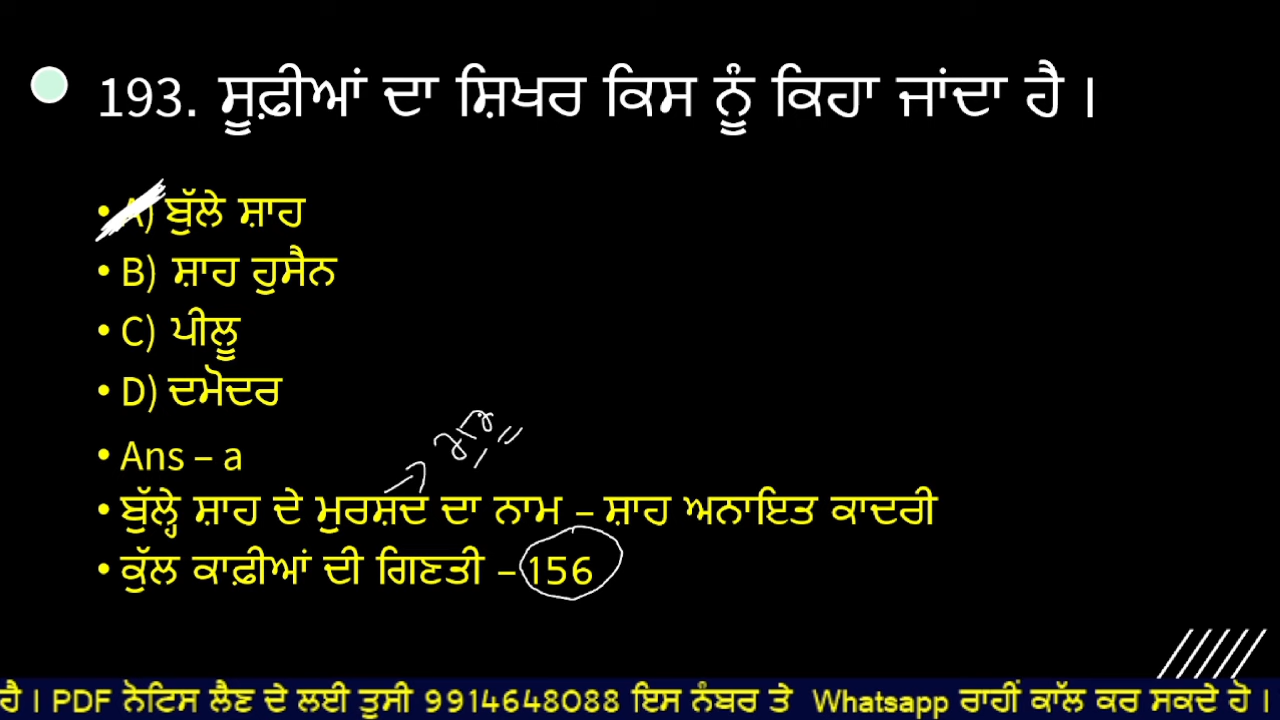 193. ਸੂਫ਼ੀਆਂ ਦਾ ਸ਼ਿਖਰ ਕਿਸ ਨੂੰ ਕਿਹਾ ਜਾਂਦਾ ਹੈ ।
• A) ਬੁੱਲੇ ਸ਼ਾਹ
• B) ਸ਼ਾਹ ਹੁਸੈਨ
• C) ਪੀਲੂ
• D) ਦਮੋਦਰ
• Ans – a
• ਬੁੱਲ੍ਹੇ ਸ਼ਾਹ ਦੇ ਮੁਰਸ਼ਦ ਦਾ ਨਾਮ – ਸ਼ਾਹ ਅਨਾਇਤ ਕਾਦਰੀ
• ਕੁੱਲ ਕਾਫ਼ੀਆਂ ਦੀ ਗਿਣਤੀ – 156
ਹੈ । PDF ਨੋਟਿਸ ਲੈਣ ਦੇ ਲਈ ਤੁਸੀ 9914648088 ਇਸ ਨੰਬਰ ਤੇ Whatsapp ਰਾਹੀਂ ਕਾੱਲ ਕਰ ਸਕਦੇ ਹੋ ।